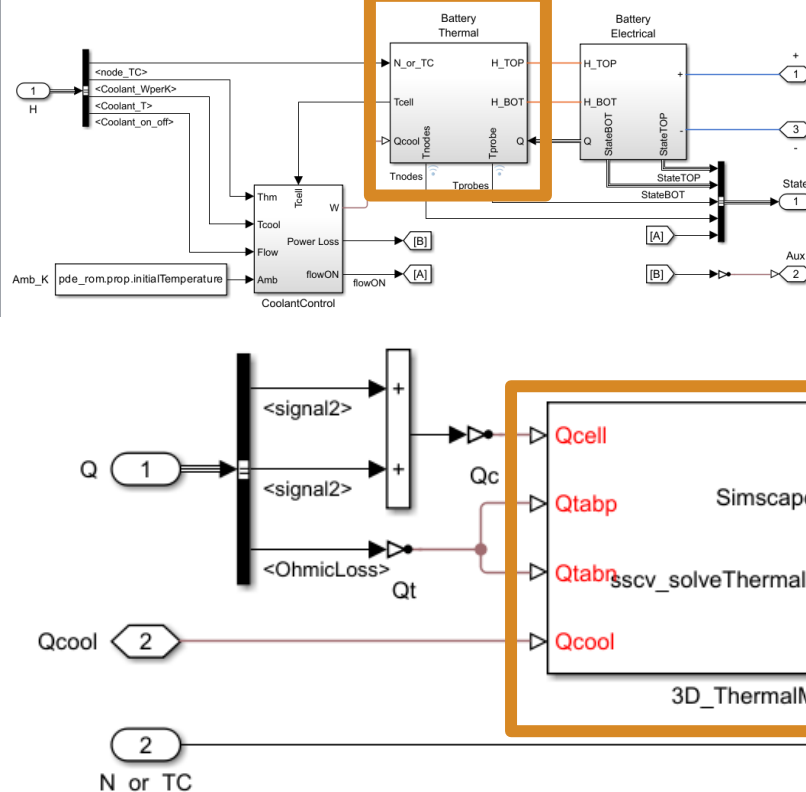 Battery
Thermal
Battery
Electrical
1
H
<node_TC>
<Coolant_WperK>
<Coolant_T>
<Coolant_on_off>
N_or_TC
Tcell
Qcool
H_TOP
H_BOT
Q
Tnodes
Tprobe
Tnodes
Tprobes
H_TOP
H_BOT
Q
StateBOT
StateTOP
+
-
+
1
3
-
StateTOP
StateBOT
State
1
[A]
[B]
Aux
2
Thm
Tcool
Flow
Amb
Tcell
W
Power Loss
flowON
CoolantControl
[B]
[A]
flowON
Amb_K
pde_rom.prop.initialTemperature
Q
1
<signal2>
<signal2>
<OhmicLoss>
+
+
Qc
Qt
Qcool
2
2
N_or_TC
Qcell
Qtabp
Qtabn
Qcool
Simscap
sscv_solveThermal
3D_Thermal